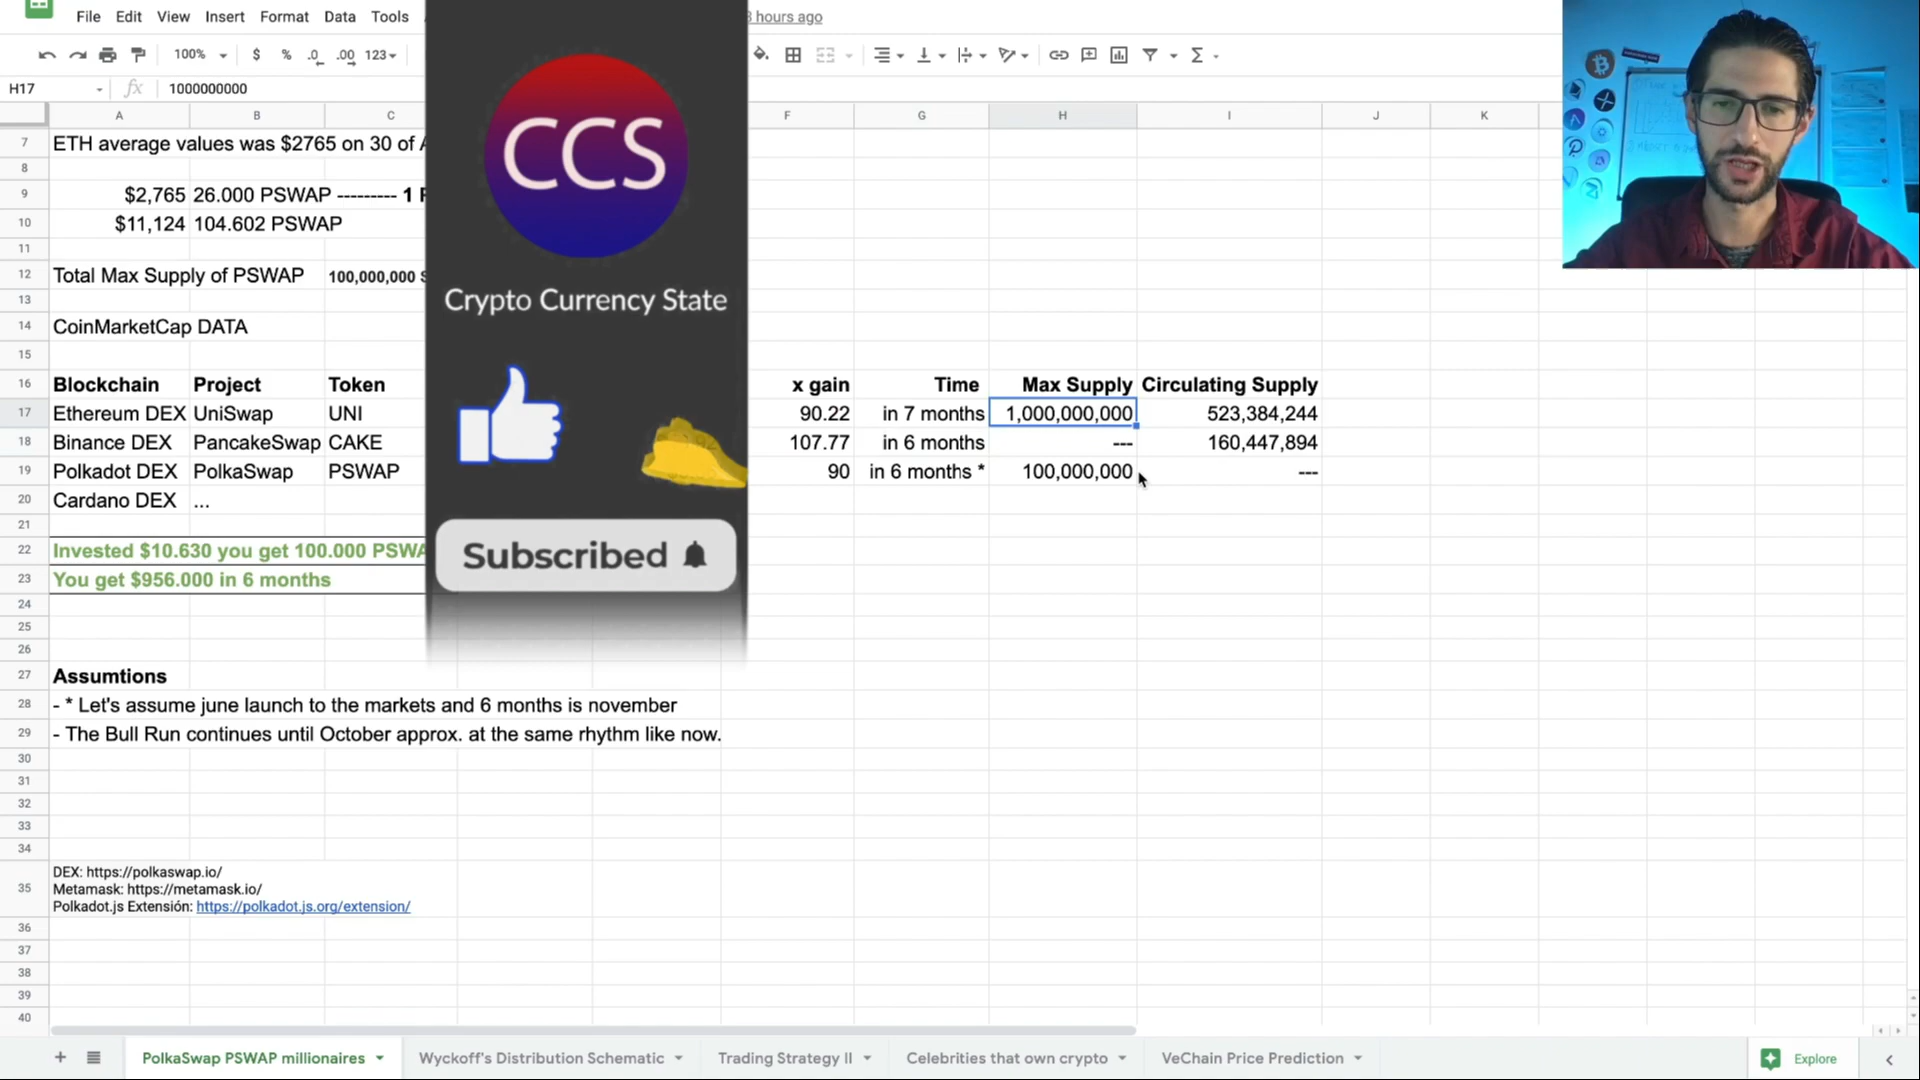 File Edit View Insert Format Data Tools
3 hours ago
100% $ % .0 .00 123
H17 fx 1000000000
A B C F G H I J K
7 ETH average values was $2765 on 30 of
8
9 $2,765 26.000 PSWAP --------- 1
10 $11,124 104.602 PSWAP
11
12 Total Max Supply of PSWAP 100,000,000
13
14 CoinMarketCap DATA
15
16 Blockchain Project Token x gain Time Max Supply Circulating Supply
17 Ethereum DEX UniSwap UNI 90.22 in 7 months 1,000,000,000 523,384,244
18 Binance DEX PancakeSwap CAKE 107.77 in 6 months --- 160,447,894
19 Polkadot DEX PolkaSwap PSWAP 90 in 6 months * 100,000,000 ---
20 Cardano DEX ...
21
22 Invested $10.630 you get 100.000 PSWA
23 You get $956.000 in 6 months
24
25
26
27 Assumtions
28 - * Let's assume june launch to the markets and 6 months is november
29 - The Bull Run continues until October approx. at the same rhythm like now.
30
31
32
33
34
DEX: https://polkaswap.io/
35 Metamask: https://metamask.io/
Polkadot.js Extensión: https://polkadot.js.org/extension/
36
37
38
39
40
CCS
Crypto Currency State
Subscribed
PolkaSwap PSWAP millionaires Wyckoff's Distribution Schematic Trading Strategy II Celebrities that own crypto VeChain Price Prediction Explore